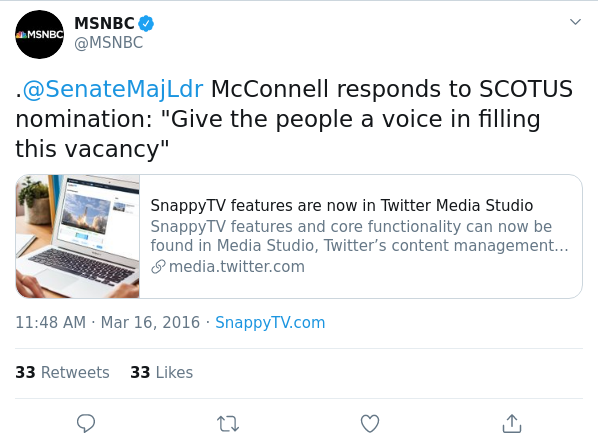 MSNBC
MSNBC
@MSNBC
.@SenateMajLdr McConnell responds to SCOTUS
nomination: "Give the people a voice in filling
this vacancy"
SnappyTV features are now in Twitter Media Studio
SnappyTV features and core functionality can now be
found in Media Studio, Twitter’s content management...
media.twitter.com
11:48 AM · Mar 16, 2016 · SnappyTV.com
33 Retweets 33 Likes